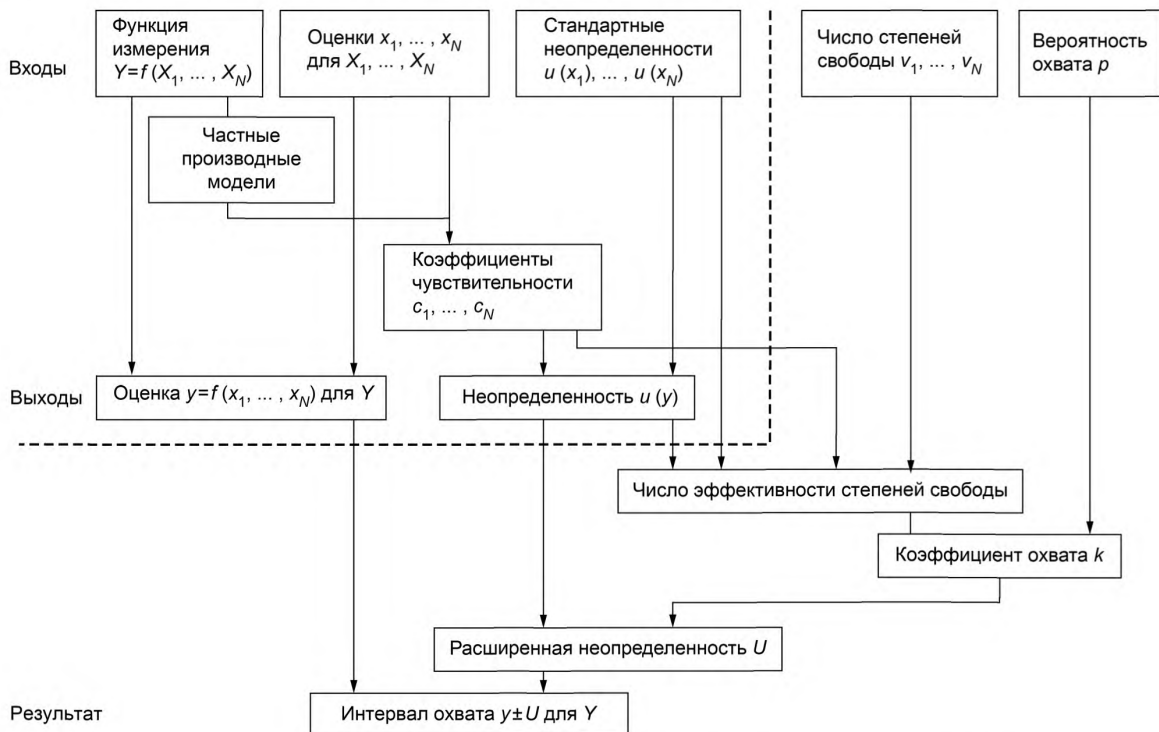 Входы
Функция
измерения
Y=f (X1, ... , XN)
Оценки x1, ... , xN
для X1, ... , XN
Стандартные
неопределенности
u (x1), ... , u (xN)
Число степеней
свободы ν1, ... , νN
Вероятность
охвата p
Частные
производные
модели
Коэффициенты
чувствительности
c1, ... , cN
Выходы
Оценка y=f (x1, ... , xN) для Y
Неопределенность u (y)
Число эффективности степеней свободы
Коэффициент охвата k
Расширенная неопределенность U
Результат
Интервал охвата y±U для Y